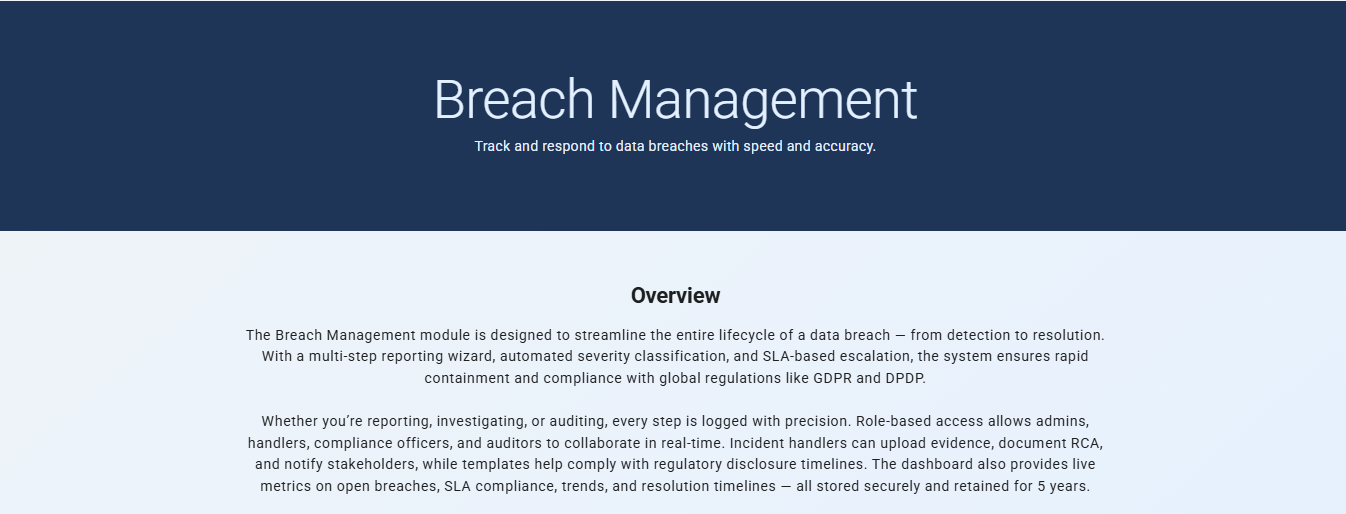 Breach Management
Track and respond to data breaches with speed and accuracy.
Overview
The Breach Management module is designed to streamline the entire lifecycle of a data breach — from detection to resolution.
With a multi-step reporting wizard, automated severity classification, and SLA-based escalation, the system ensures rapid
containment and compliance with global regulations like GDPR and DPDP.
Whether you’re reporting, investigating, or auditing, every step is logged with precision. Role-based access allows admins,
handlers, compliance officers, and auditors to collaborate in real-time. Incident handlers can upload evidence, document RCA,
and notify stakeholders, while templates help comply with regulatory disclosure timelines. The dashboard also provides live
metrics on open breaches, SLA compliance, trends, and resolution timelines — all stored securely and retained for 5 years.